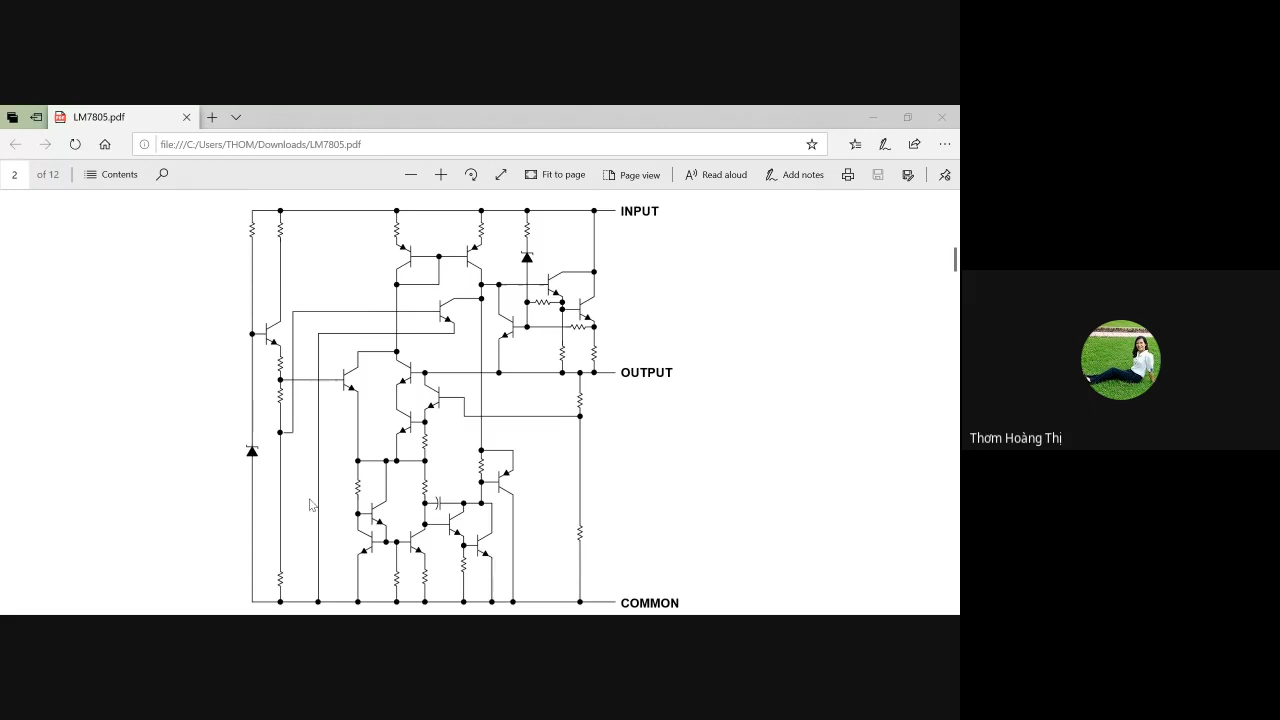 LM7805.pdf
file:///C:/Users/THOM/Downloads/LM7805.pdf
2 of 12 Contents Fit to page Page view Read aloud Add notes
INPUT
OUTPUT
COMMON
Thơm Hoàng Thị